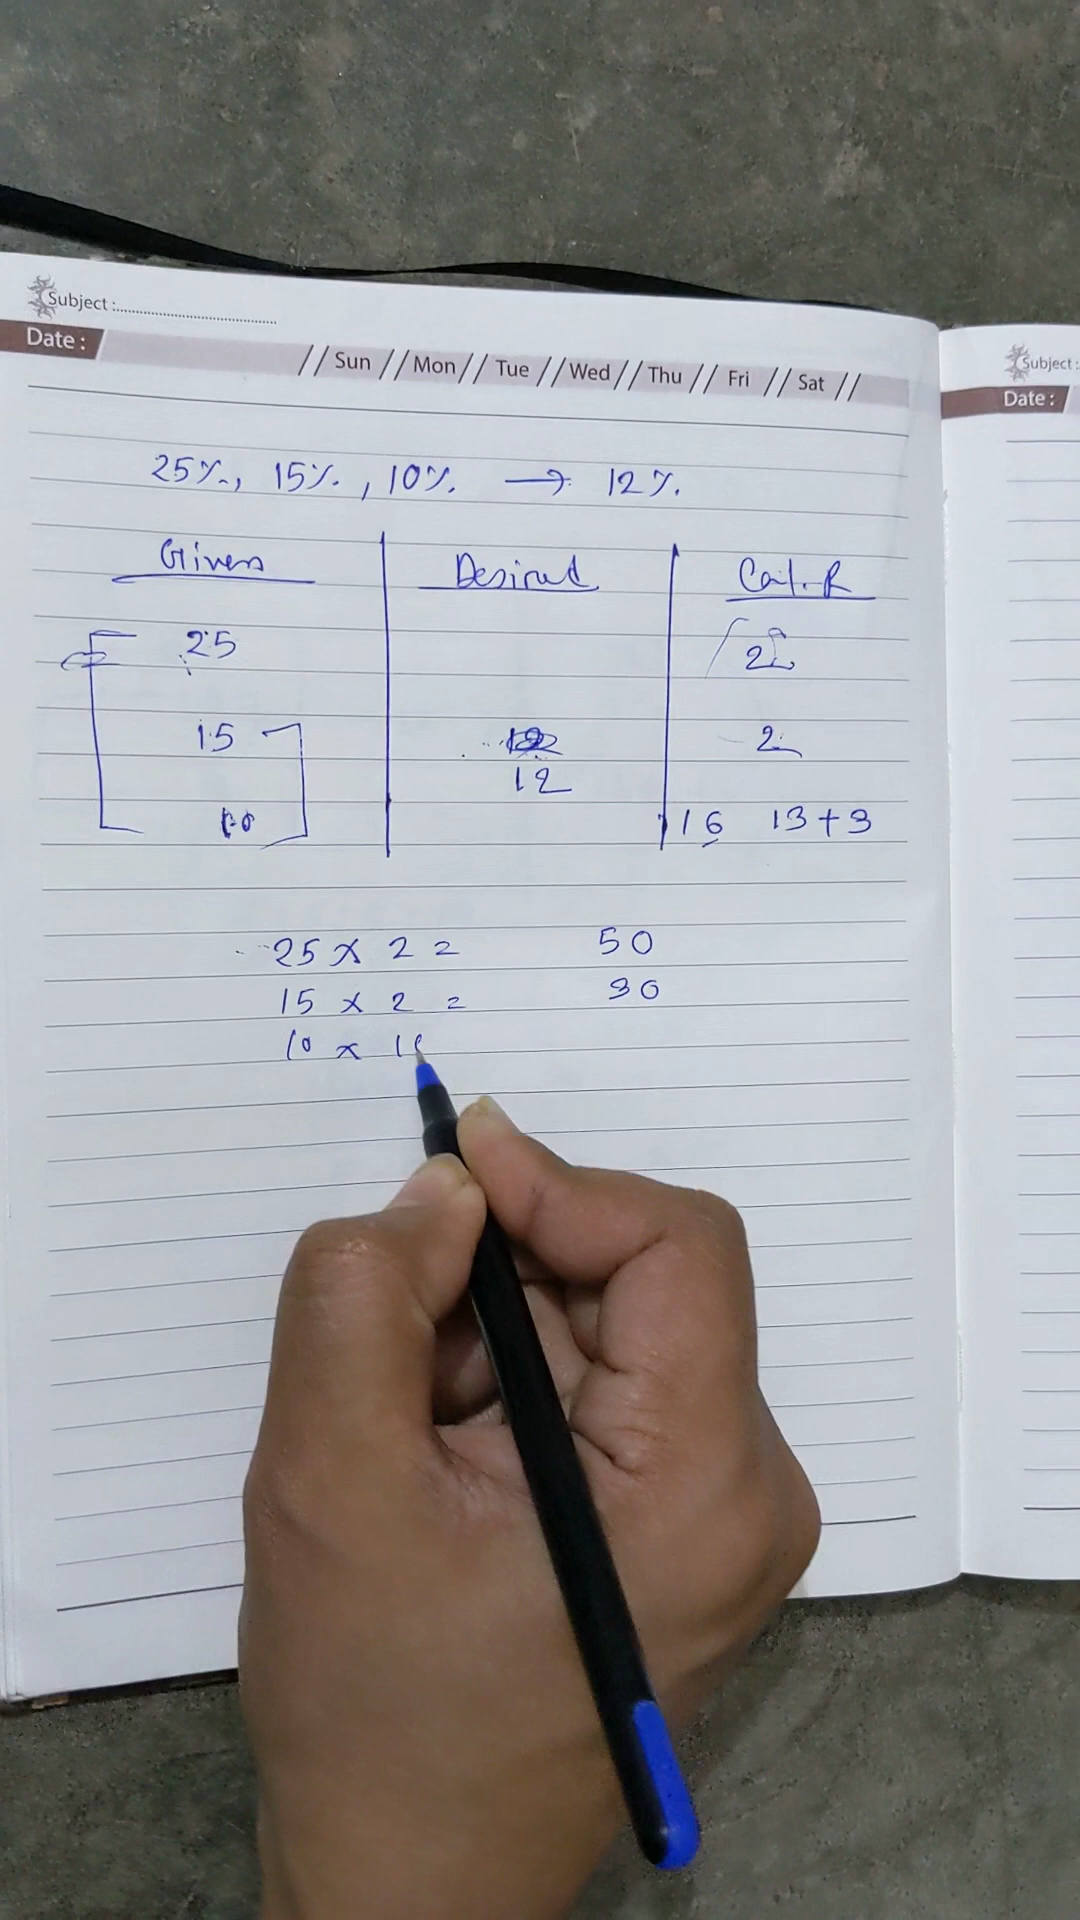 Subject :
Date :
// Sun // Mon // Tue // Wed // Thu // Fri // Sat //
Subject :
Date :
25%, 15%, 10% → 12%.
Given Desired Cal. R
25 2
15 2
12
10 16 13+3
25 x 2 = 50
15 x 2 = 30
10 x 16